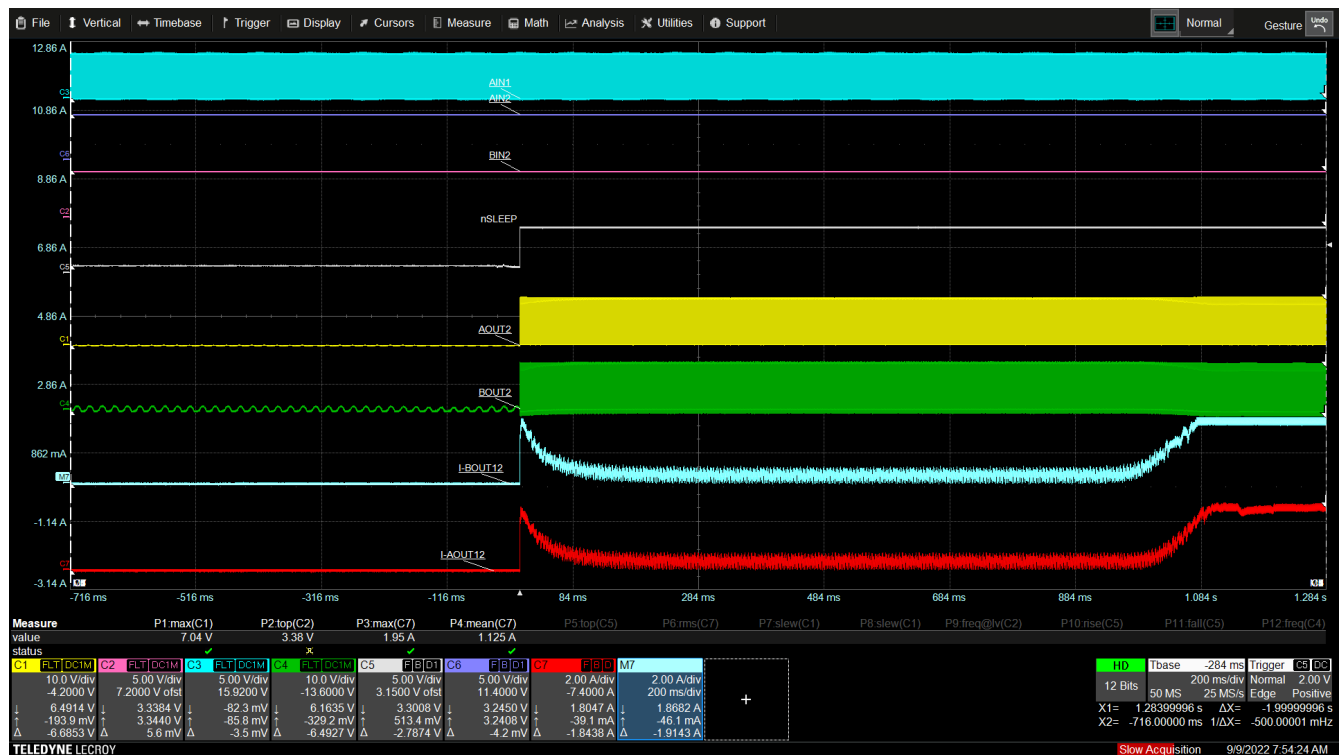 File Vertical Timebase Trigger Display Cursors Measure Math Analysis Utilities Support Normal Gesture Undo
12.86 A
AIN1
C3
AIN2
10.86 A
C6
BIN2
8.86 A
C2
nSLEEP
6.86 A
C5
4.86 A
AOUT2
C1
2.86 A
BOUT2
C4
862 mA
I-BOUT12
M7
-1.14 A
I-AOUT12
C7
-3.14 A
-716 ms -516 ms -316 ms -116 ms 84 ms 284 ms 484 ms 684 ms 884 ms 1.084 s 1.284 s
Measure P1:max(C1) P2:top(C2) P3:max(C7) P4:mean(C7) P5:top(C5) P6:rms(C7) P7:slew(C1) P8:slew(C1) P9:freq@lv(C2) P10:rise(C5) P11:fall(C5) P12:freq(C4)
value 7.04 V 3.38 V 1.95 A 1.125 A
status
C1 FLT DC1M C2 FLT DC1M C3 FLT DC1M C4 FLT DC1M C5 F B D1 C6 F B D1 C7 F B D M7 HD Tbase -284 ms Trigger C5 DC
10.0 V/div 5.00 V/div 5.00 V/div 10.0 V/div 5.00 V/div 5.00 V/div 2.00 A/div 2.00 A/div 12 Bits 200 ms/div Normal 2.00 V
-4.2000 V 7.2000 V ofst 15.9200 V -13.6000 V 3.1500 V ofst 11.4000 V -7.4000 A 200 ms/div 50 MS 25 MS/s Edge Positive
↓ 6.4914 V ↓ 3.3384 V ↓ -82.3 mV ↓ 6.1635 V ↓ 3.3008 V ↓ 3.2450 V ↓ 1.8047 A ↓ 1.8682 A X1= 1.28399996 s ΔX= -1.99999996 s
↑ -193.9 mV ↑ 3.3440 V ↑ -85.8 mV ↑ -329.2 mV ↑ 513.4 mV ↑ 3.2408 V ↑ -39.1 mA ↑ -46.1 mA X2= -716.00000 ms 1/ΔX= -500.00001 mHz
Δ -6.6853 V Δ 5.6 mV Δ -3.5 mV Δ -6.4927 V Δ -2.7874 V Δ -4.2 mV Δ -1.8438 A Δ -1.9143 A
TELEDYNE LECROY Slow Acquisition 9/9/2022 7:54:24 AM